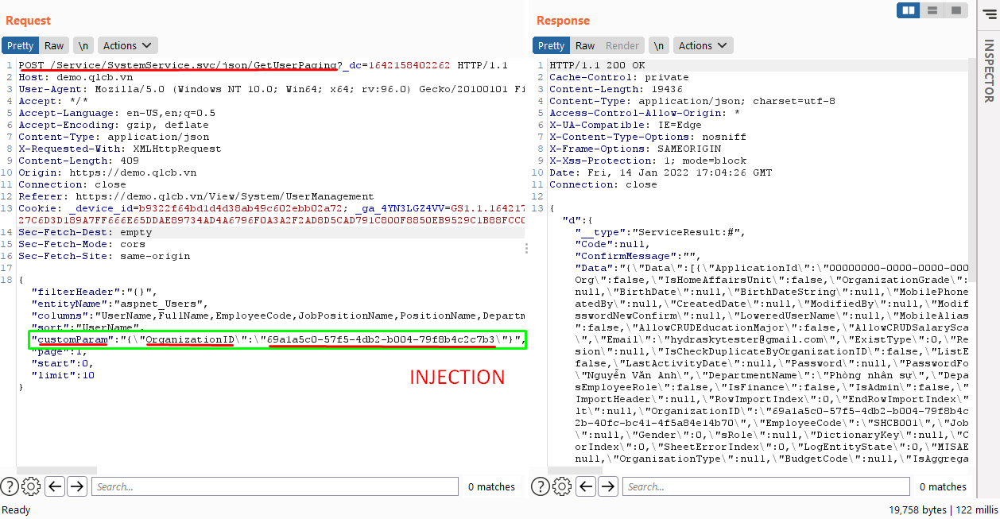 Request
Pretty Raw \n Actions
1 POST /Service/SystemService.svc/json/GetUserPaging?_dc=1642158402262 HTTP/1.1
2 Host: demo.qlcb.vn
3 User-Agent: Mozilla/5.0 (Windows NT 10.0; Win64; x64; rv:96.0) Gecko/20100101 Fi
4 Accept: */*
5 Accept-Language: en-US,en;q=0.5
6 Accept-Encoding: gzip, deflate
7 Content-Type: application/json
8 X-Requested-With: XMLHttpRequest
9 Content-Length: 409
10 Origin: https://demo.qlcb.vn
11 Connection: close
12 Referer: https://demo.qlcb.vn/View/System/UserManagement
13 Cookie: _device_id=b9322f64bd1d4d38ab49c602ebb02a72; _ga_4YN3LGZ4VV=GS1.1.164217
27C6D3D189A7FF666E65DDAE89734AD4A6796F0A3A2F2AD8D5CAD791C800F8850EB9529C1B88FCC0
14 Sec-Fetch-Dest: empty
15 Sec-Fetch-Mode: cors
16 Sec-Fetch-Site: same-origin
17
18 {
"filterHeader":"{}",
"entityName":"aspnet_Users",
"columns":"UserName,FullName,EmployeeCode,JobPositionName,PositionName,Departm
"sort":"UserName",
"customParam":"{\"OrganizationID\":\"69a1a5c0-57f5-4db2-b004-79f8b4c2c7b3\"}",
"page":1,
"start":0,
"limit":10
}
INJECTION
Search...
0 matches
Response
Pretty Raw Render \n Actions
1 HTTP/1.1 200 OK
2 Cache-Control: private
3 Content-Length: 19436
4 Content-Type: application/json; charset=utf-8
5 Access-Control-Allow-Origin: *
6 X-UA-Compatible: IE=Edge
7 X-Content-Type-Options: nosniff
8 X-Frame-Options: SAMEORIGIN
9 X-Xss-Protection: 1; mode=block
10 Date: Fri, 14 Jan 2022 17:04:26 GMT
11 Connection: close
12
13 {
"d":{
"__type":"ServiceResult:#",
"Code":null,
"ConfirmMessage":"",
"Data":"{\"Data\":[{\"ApplicationId\":\"00000000-0000-0000-000
Org\":false,\"IsHomeAffairsUnit\":false,\"OrganizationGrade\":
null,\"BirthDate\":null,\"BirthDateString\":null,\"MobilePhone
atedBy\":null,\"CreatedDate\":null,\"ModifiedBy\":null,\"Modif
sswordNewConfirm\":null,\"LoweredUserName\":null,\"MobileAlias
:false,\"AllowCRUDEducationMajor\":false,\"AllowCRUDSalarySca
\",\"Email\":\"hydraskytester@gmail.com\",\"ExistType\":0,\"Re
sion\":null,\"IsCheckDuplicateByOrganizationID\":false,\"ListE
false,\"LastActivityDate\":null,\"Password\":null,\"PasswordFo
\"Nguyễn Văn Anh\",\"DepartmentName\":\"Phòng nhân sự\",\"Depa
sEmployeeRole\":false,\"IsFinance\":false,\"IsAdmin\":false,\"
ImportHeader\":null,\"RowImportIndex\":0,\"EndRowImportIndex\"
lt\":null,\"OrganizationID\":\"69a1a5c0-57f5-4db2-b004-79f8b4c
2b-40fc-bc41-4f5a84e14b70\",\"EmployeeCode\":\"SHCB001\",\"Job
\":null,\"Gender\":0,\"sRole\":null,\"DictionaryKey\":null,\"C
orIndex\":0,\"SheetErrorIndex\":0,\"LogEntityState\":0,\"MISAE
null,\"OrganizationType\":null,\"BudgetCode\":null,\"IsAggrega
Search...
0 matches
INSPECTOR
Ready
19,758 bytes | 122 millis